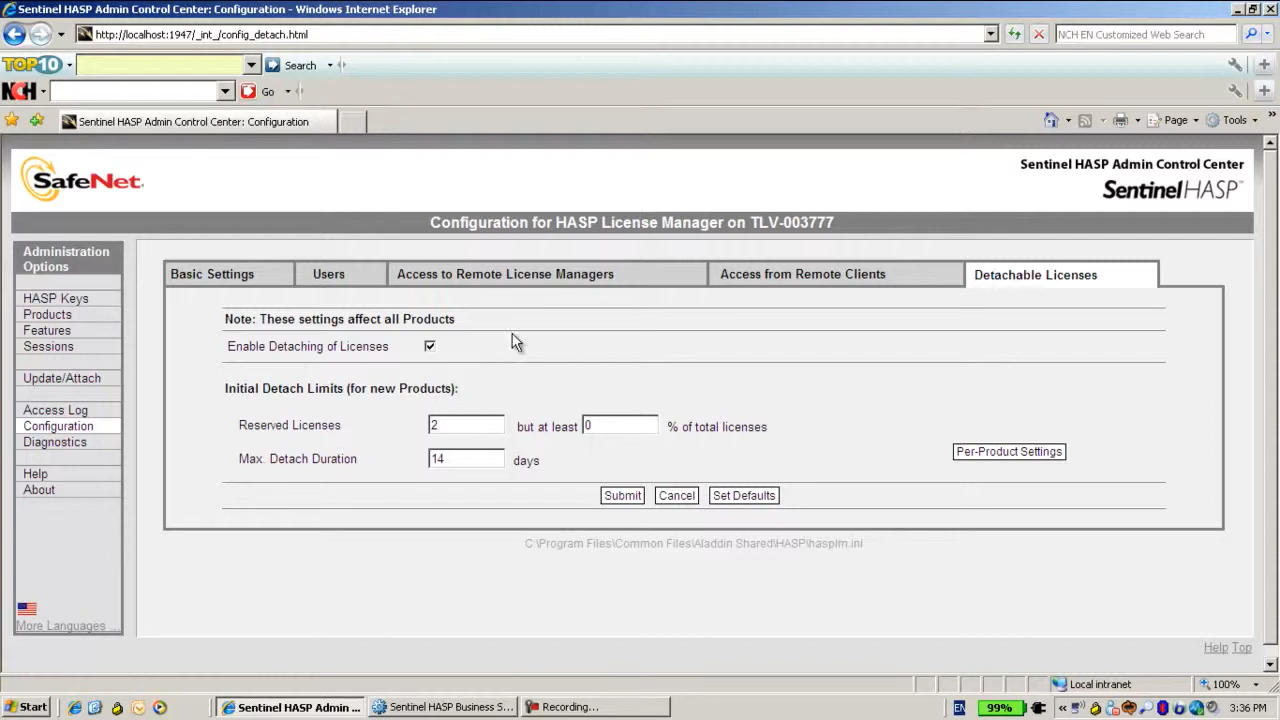 Sentinel HASP Admin Control Center: Configuration - Windows Internet Explorer
http://localhost:1947/_int_/config_detach.html
NCH EN Customized Web Search
TOP10 Search
NCH Go
Sentinel HASP Admin Control Center: Configuration
Page Tools
SafeNet.
Sentinel HASP Admin Control Center
Sentinel HASP
Configuration for HASP License Manager on TLV-003777
Administration
Options
HASP Keys
Products
Features
Sessions
Update/Attach
Access Log
Configuration
Diagnostics
Help
About
More Languages ...
Basic Settings
Users
Access to Remote License Managers
Access from Remote Clients
Detachable Licenses
Note: These settings affect all Products
Enable Detaching of Licenses
Initial Detach Limits (for new Products):
Reserved Licenses 2 but at least 0 % of total licenses
Max. Detach Duration 14 days
Per-Product Settings
Submit Cancel Set Defaults
C:\Program Files\Common Files\Aladdin Shared\HASP\hasplm.ini
Help Top
Local intranet 100%
Start Sentinel HASP Admin ... Sentinel HASP Business S... Recording... EN 99% 3:36 PM